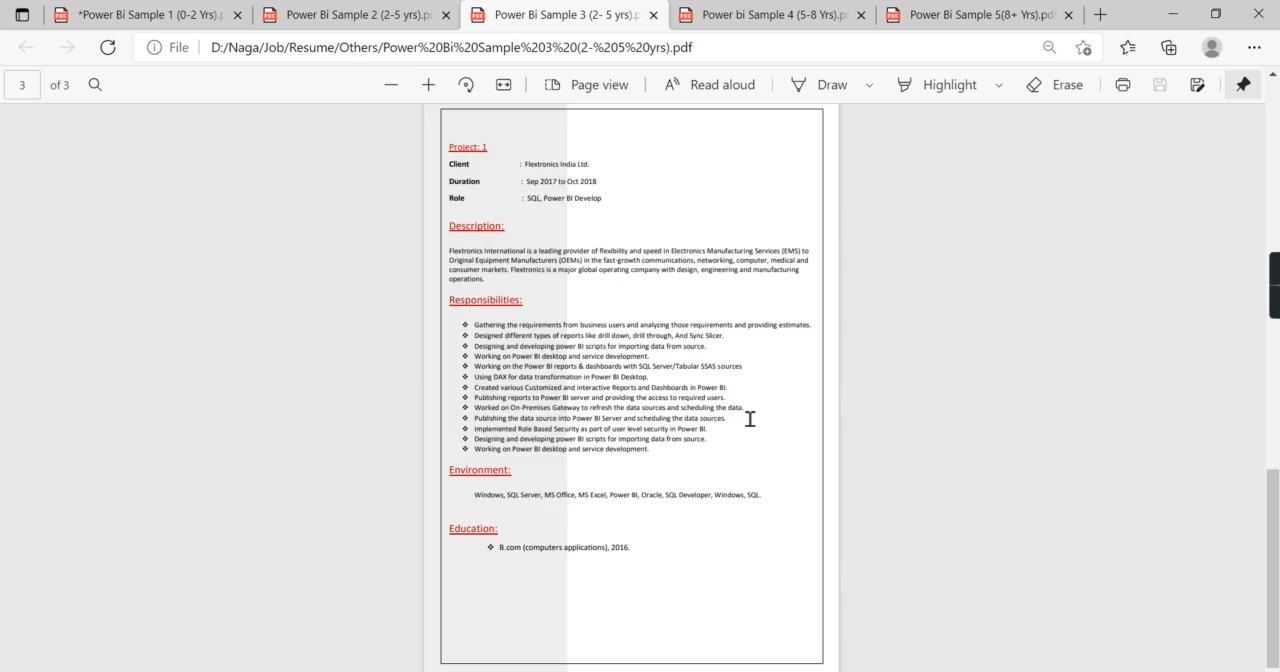 *Power Bi Sample 1 (0-2 Yrs).p
Power Bi Sample 2 (2-5 yrs).p
Power Bi Sample 3 (2- 5 yrs).p
Power bi Sample 4 (5-8 Yrs).p
Power Bi Sample 5(8+ Yrs).pdf
File
D:/Naga/Job/Resume/Others/Power%20Bi%20Sample%203%20(2-%205%20yrs).pdf
3 of 3
Page view
Read aloud
Draw
Highlight
Erase
Project: 1
Client : Flextronics India Ltd.
Duration : Sep 2017 to Oct 2018
Role : SQL, Power BI Develop
Description:
Flextronics International is a leading provider of flexibility and speed in Electronics Manufacturing Services (EMS) to
Original Equipment Manufacturers (OEMs) in the fast-growth communications, networking, computer, medical and
consumer markets. Flextronics is a major global operating company with design, engineering and manufacturing
operations.
Responsibilities:
❖ Gathering the requirements from business users and analyzing those requirements and providing estimates.
❖ Designed different types of reports like drill down, drill through, And Sync Slicer.
❖ Designing and developing power BI scripts for importing data from source.
❖ Working on Power BI desktop and service development.
❖ Working on the Power BI reports & dashboards with SQL Server/Tabular SSAS sources
❖ Using DAX for data transformation in Power BI Desktop.
❖ Created various Customized and interactive Reports and Dashboards in Power BI.
❖ Publishing reports to Power BI server and providing the access to required users.
❖ Worked on On-Premises Gateway to refresh the data sources and scheduling the data.
❖ Publishing the data source into Power BI Server and scheduling the data sources.
❖ Implemented Role Based Security as part of user level security in Power BI.
❖ Designing and developing power BI scripts for importing data from source.
❖ Working on Power BI desktop and service development.
Environment:
Windows, SQL Server, MS Office, MS Excel, Power BI, Oracle, SQL Developer, Windows, SQL.
Education:
❖ B.com (computers applications), 2016.